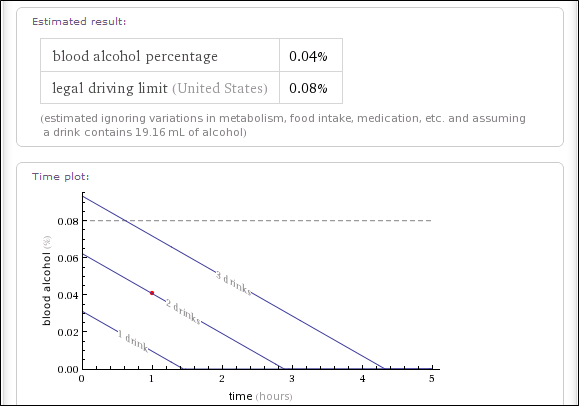 Estimated result:
blood alcohol percentage 0.04%
legal driving limit (United States) 0.08%
(estimated ignoring variations in metabolism, food intake, medication, etc. and assuming
a drink contains 19.16 mL of alcohol)
Time plot:
blood alcohol (%)
0.08
0.06
0.04
0.02
0.00
3 drinks
2 drinks
1 drink
0 1 2 3 4 5
time (hours)